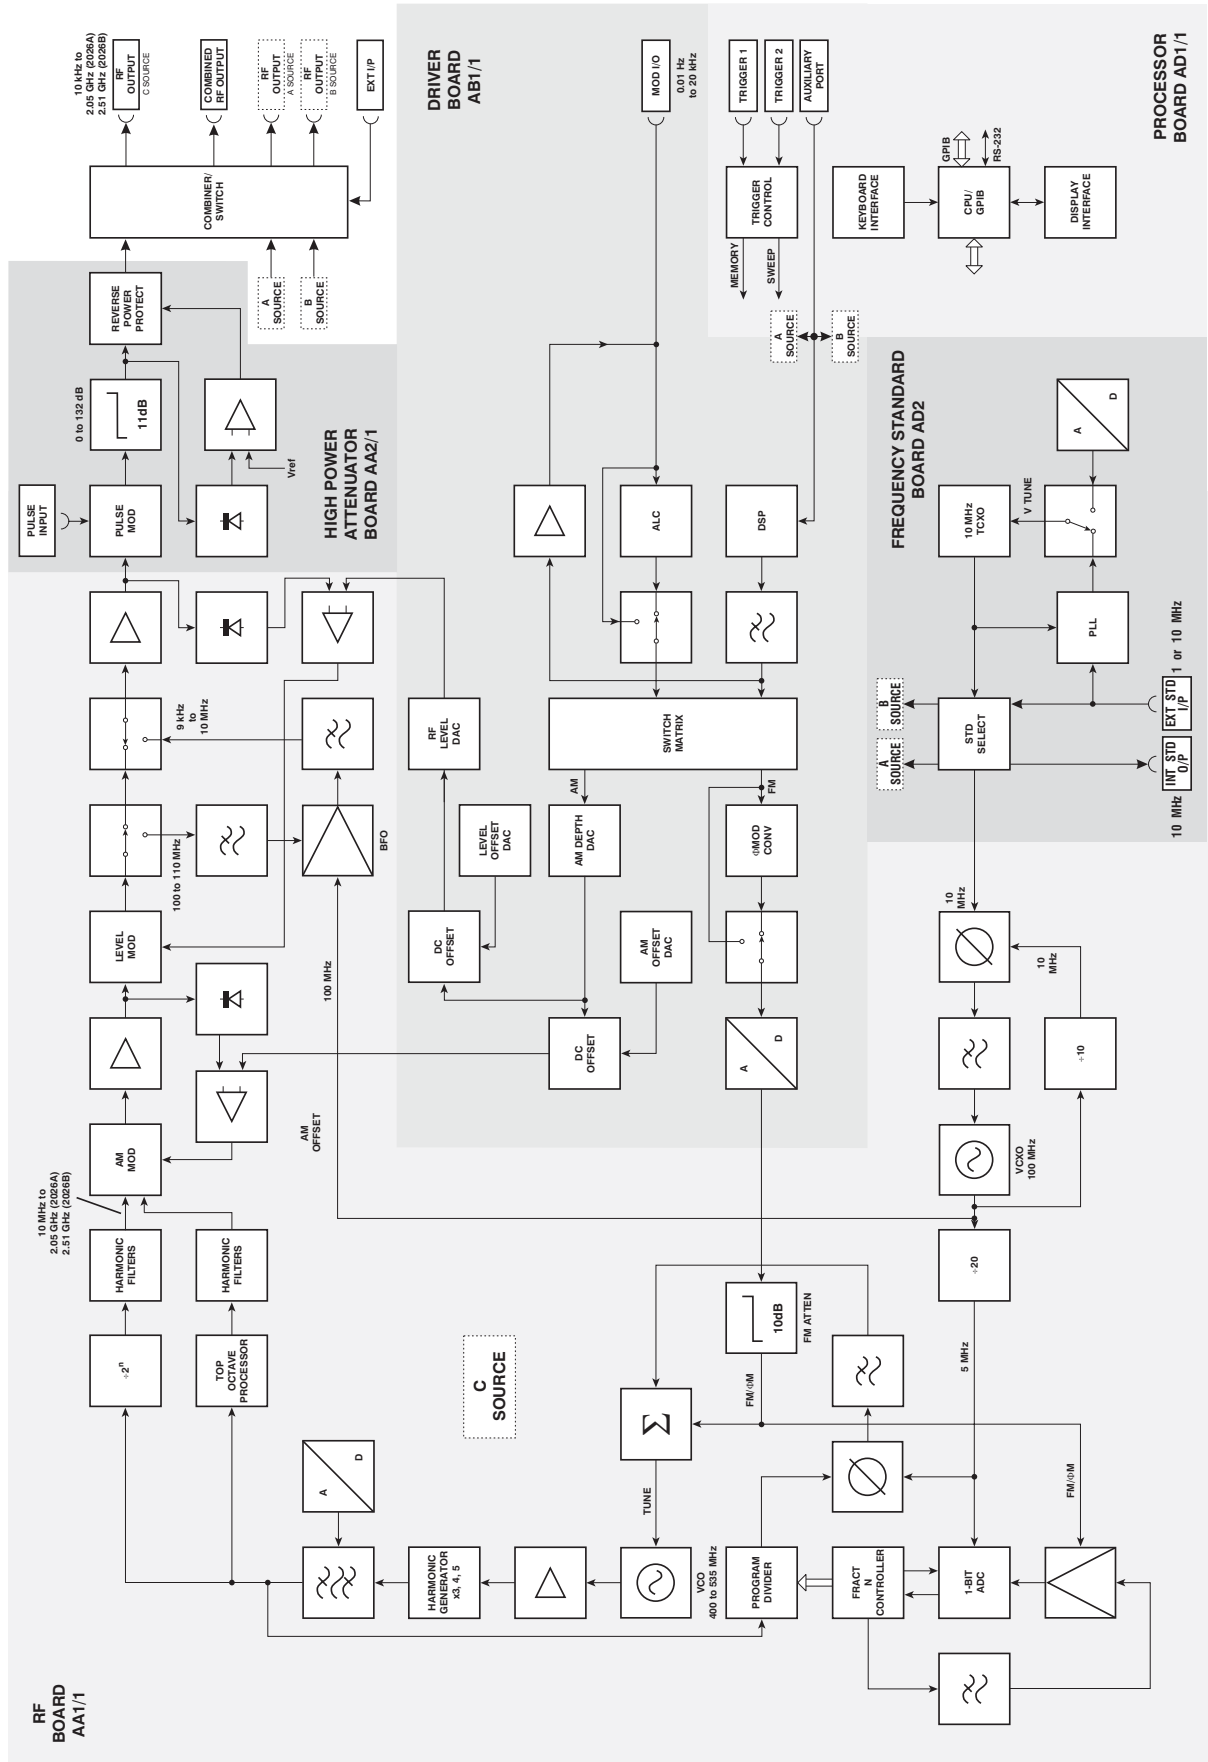 10 kHz to
2.05 GHz (2026A)
2.51 GHz (2026B)
RF
OUTPUT
C SOURCE
COMBINED
RF OUTPUT
RF
OUTPUT
A SOURCE
RF
OUTPUT
B SOURCE
EXT I/P
COMBINER/
SWITCH
A
SOURCE
B
SOURCE
REVERSE
POWER
PROTECT
0 to 132 dB
11dB
Vref
PULSE
INPUT
PULSE
MOD
HIGH POWER
ATTENUATOR
BOARD AA2/1
DRIVER
BOARD
AB1/1
MOD I/O
0.01 Hz
to 20 kHz
TRIGGER 1
TRIGGER 2
AUXILIARY
PORT
TRIGGER
CONTROL
MEMORY
SWEEP
A
SOURCE
B
SOURCE
PROCESSOR
BOARD AD1/1
GPIB
RS-232
KEYBOARD
INTERFACE
CPU/
GPIB
DISPLAY
INTERFACE
FREQUENCY STANDARD
BOARD AD2
A
D
V TUNE
10 MHz
TCXO
PLL
STD
SELECT
B
SOURCE
A
SOURCE
EXT STD
I/P
1 or 10 MHz
INT STD
O/P
10 MHz
ALC
DSP
SWITCH
MATRIX
AM
FM
RF
LEVEL
DAC
LEVEL
OFFSET
DAC
AM DEPTH
DAC
ΦMOD
CONV
DC
OFFSET
AM
OFFSET
DAC
DC
OFFSET
A
D
9 kHz
to
10 MHz
100 to 110 MHz
BFO
LEVEL
MOD
100 MHz
AM
OFFSET
AM
MOD
10 MHz to
2.05 GHz (2026A)
2.51 GHz (2026B)
HARMONIC
FILTERS
HARMONIC
FILTERS
÷2n
TOP
OCTAVE
PROCESSOR
A
D
C
SOURCE
HARMONIC
GENERATOR
x3, 4, 5
TUNE
Σ
VCO
400 to 535 MHz
10dB
FM ATTEN
FM/ΦM
PROGRAM
DIVIDER
FRACT
N
CONTROLLER
1-BIT
ADC
FM/ΦM
5 MHz
÷20
VCXO
100 MHz
÷10
10
MHz
10
MHz
RF
BOARD
AA1/1